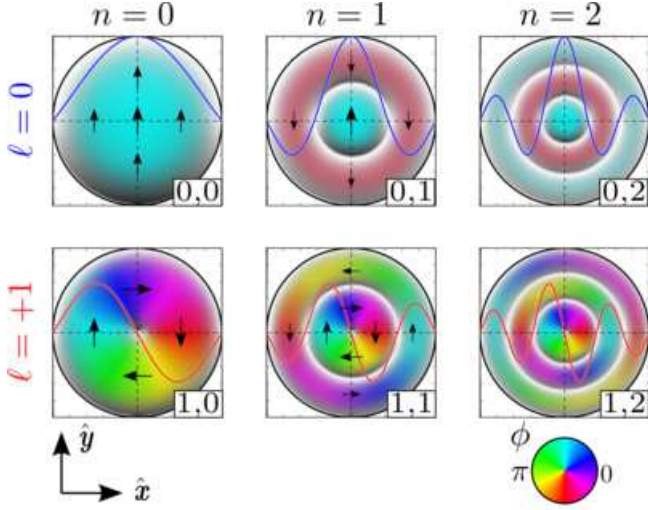 n = 0 n = 1 n = 2
ℓ = 0
0,0 0,1 0,2
ℓ = +1
1,0 1,1 1,2
ŷ
x̂
ϕ
π 0